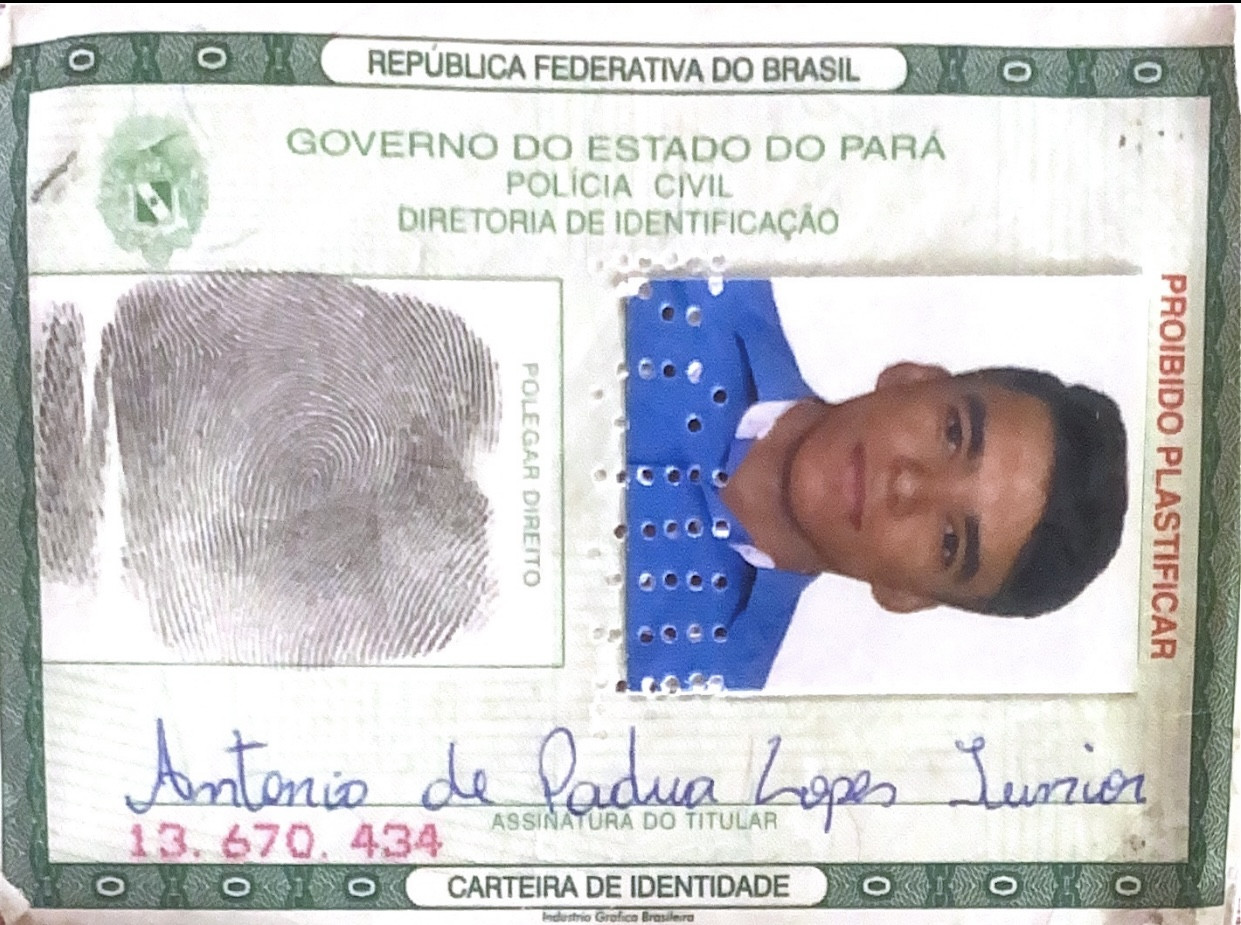 REPÚBLICA FEDERATIVA DO BRASIL
GOVERNO DO ESTADO DO PARÁ
POLÍCIA CIVIL
DIRETORIA DE IDENTIFICAÇÃO
POLEGAR DIREITO
PROIBIDO PLASTIFICAR
Antonio de Padua Lopes Junior
ASSINATURA DO TITULAR
13. 670. 434
CARTEIRA DE IDENTIDADE
Industria Grafica Brasileira